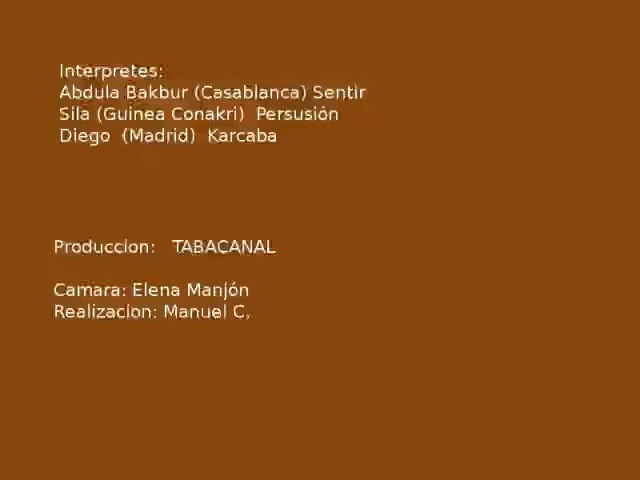 Interpretes:
Abdula Bakbur (Casablanca) Sentir
Sila (Guinea Conakri)  Persusión
Diego  (Madrid)  Karcaba
Produccion:   TABACANAL
Camara: Elena Manjón
Realizacion: Manuel C.